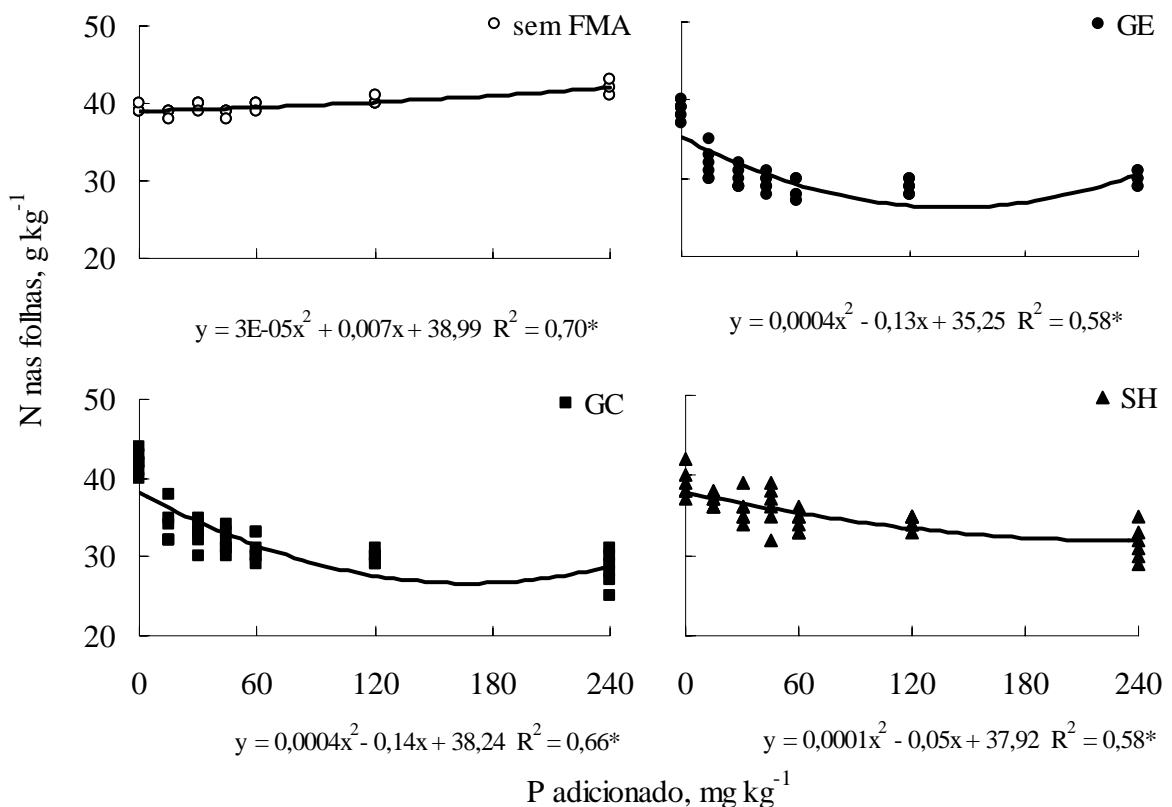 N nas folhas, g kg⁻¹
sem FMA
50
40
30
20
y = 3E-05x² + 0,007x + 38,99 R² = 0,70*
GE
y = 0,0004x² - 0,13x + 35,25 R² = 0,58*
GC
50
40
30
20
0 60 120 180 240
y = 0,0004x² - 0,14x + 38,24 R² = 0,66*
SH
0 60 120 180 240
y = 0,0001x² - 0,05x + 37,92 R² = 0,58*
P adicionado, mg kg⁻¹